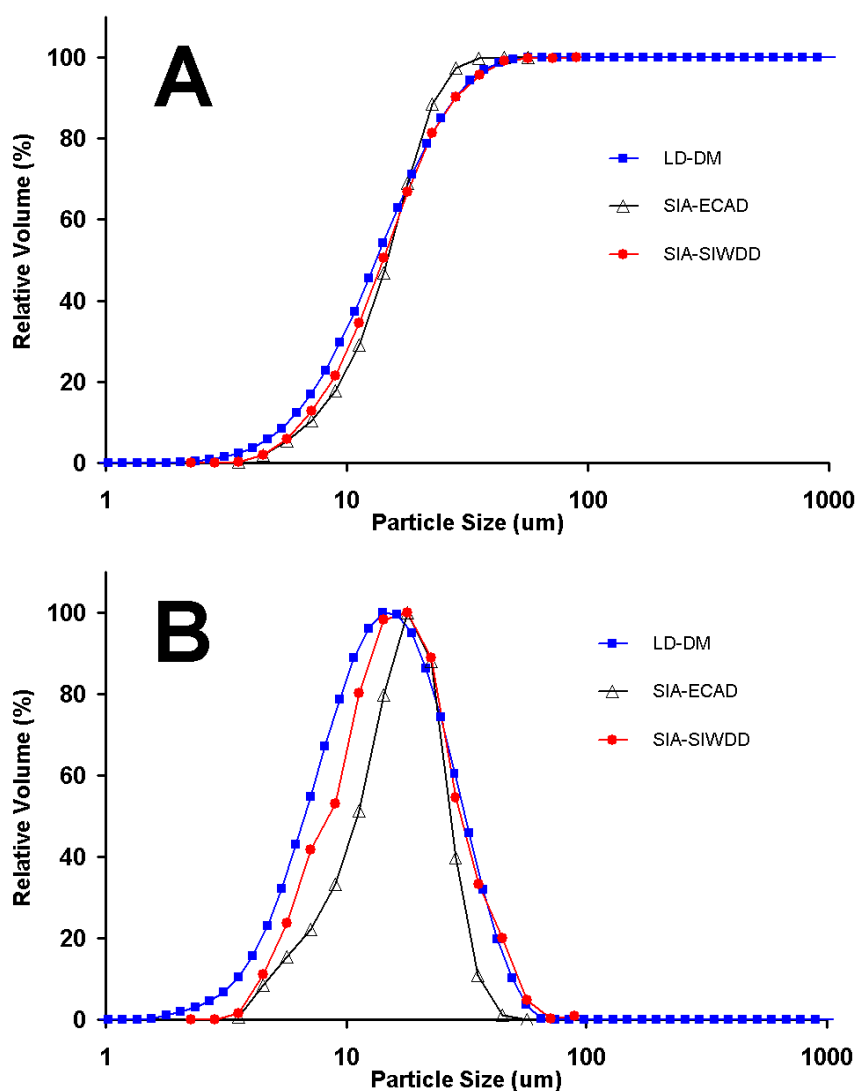 A
Relative Volume (%)
100
80
60
40
20
0
LD-DM
SIA-ECAD
SIA-SIWDD
1
10
100
1000
Particle Size (um)
B
Relative Volume (%)
100
80
60
40
20
0
LD-DM
SIA-ECAD
SIA-SIWDD
1
10
100
1000
Particle Size (um)